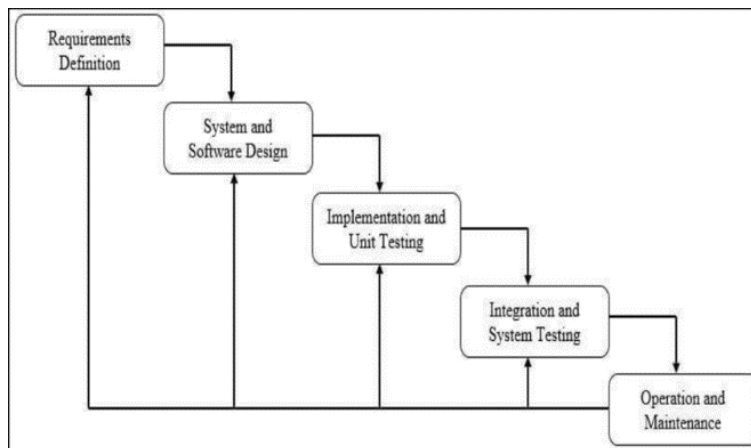 Requirements
Definition
System and
Software Design
Implementation and
Unit Testing
Integration and
System Testing
Operation and
Maintenance